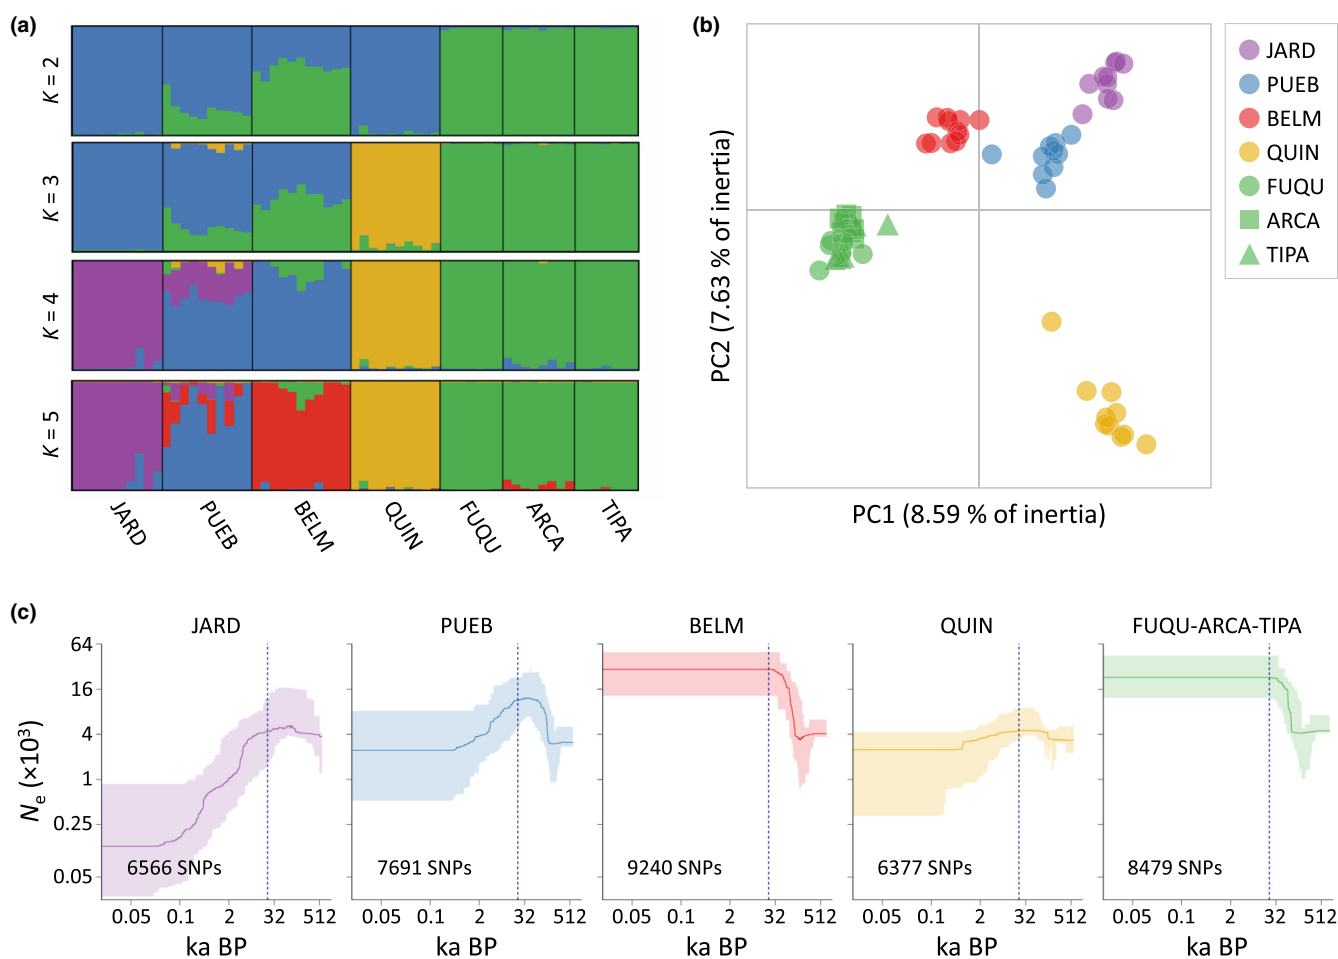 (a)
K = 2
K = 3
K = 4
K = 5
JARD PUEB BELM QUIN FUQU ARCA TIPA
(b)
PC2 (7.63 % of inertia)
PC1 (8.59 % of inertia)
JARD
PUEB
BELM
QUIN
FUQU
ARCA
TIPA
(c)
JARD PUEB BELM QUIN FUQU-ARCA-TIPA
Ne (×10³)
64
16
4
1
0.25
0.05
6566 SNPs 7691 SNPs 9240 SNPs 6377 SNPs 8479 SNPs
0.05 0.1 2 32 512 0.05 0.1 2 32 512 0.05 0.1 2 32 512 0.05 0.1 2 32 512 0.05 0.1 2 32 512
ka BP ka BP ka BP ka BP ka BP